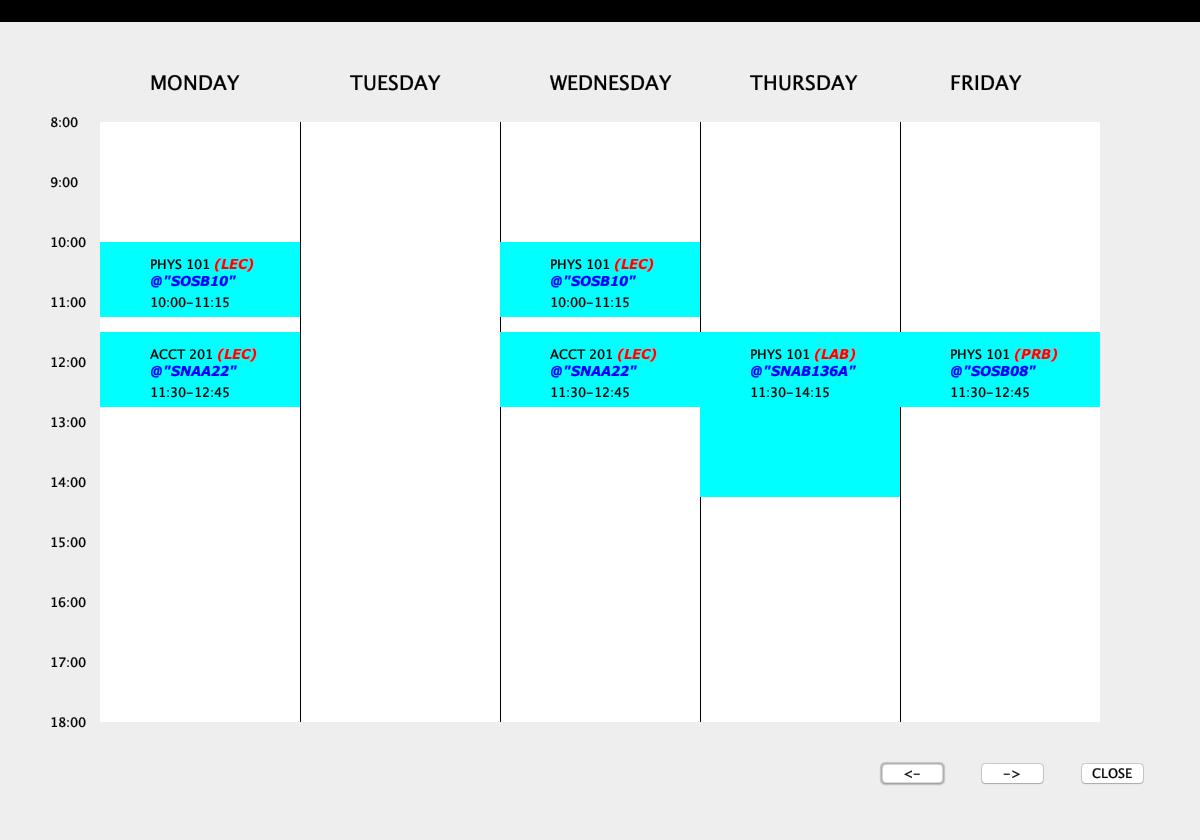 MONDAY TUESDAY WEDNESDAY THURSDAY FRIDAY
8:00
9:00
10:00
PHYS 101 (LEC) PHYS 101 (LEC)
@"SOSB10" @"SOSB10"
11:00 10:00-11:15 10:00-11:15
ACCT 201 (LEC) ACCT 201 (LEC) PHYS 101 (LAB) PHYS 101 (PRB)
12:00 @"SNAA22" @"SNAA22" @"SNAB136A" @"SOSB08"
11:30-12:45 11:30-12:45 11:30-14:15 11:30-12:45
13:00
14:00
15:00
16:00
17:00
18:00
<- -> CLOSE